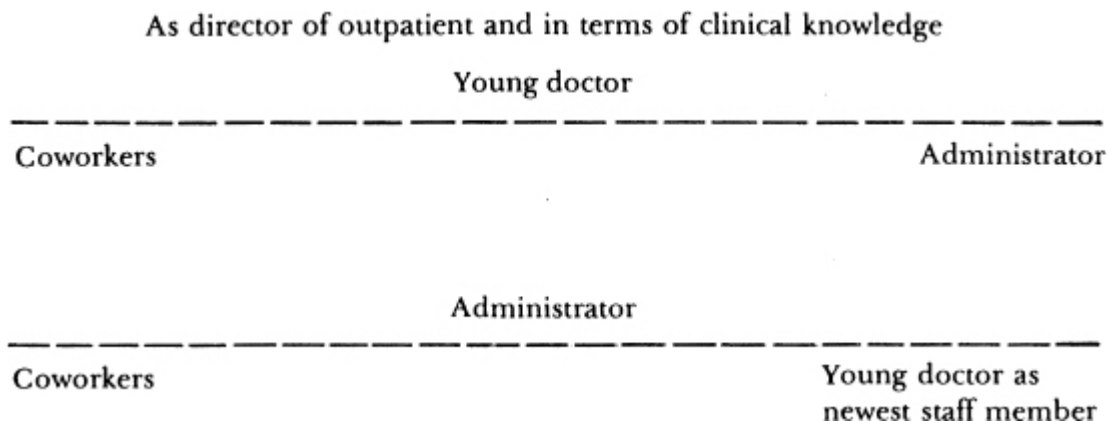 As director of outpatient and in terms of clinical knowledge
Young doctor
Coworkers Administrator
Administrator
Coworkers Young doctor as
newest staff member